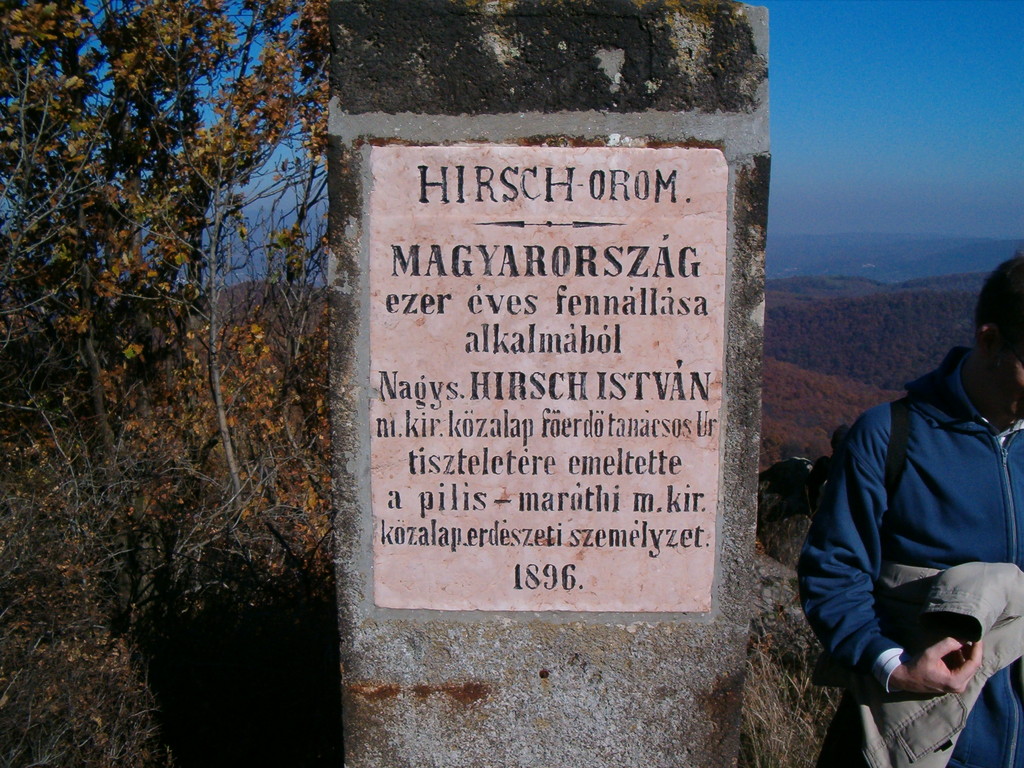 HIRSCH-OROM.
MAGYARORSZÁG
ezer éves fennállása
alkalmából
Nagys. HIRSCH ISTVÁN
m. kir. közalap főerdő tanácsos Úr
tiszteletére emeltette
a pilis – maróthi m. kir.
közalap. erdészeti személyzet.
1896.